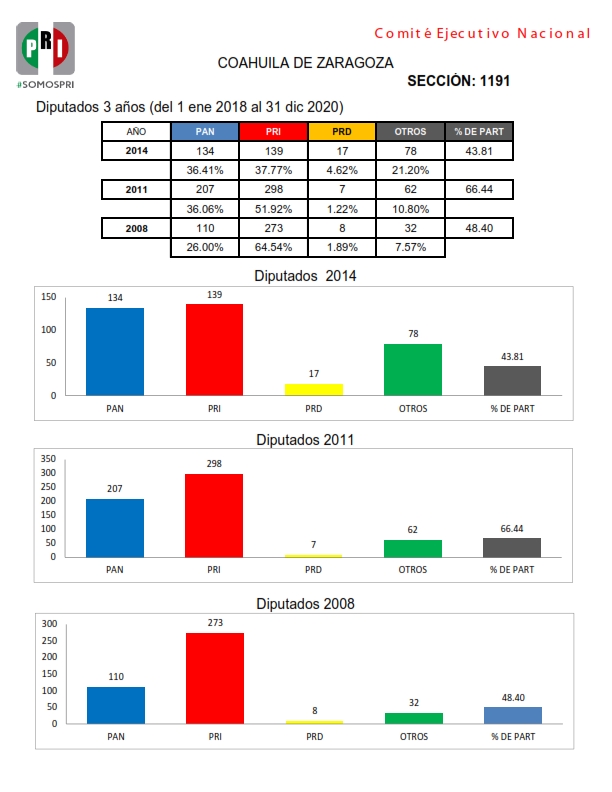 PRI
#SOMOSPRI
Comité Ejecutivo Nacional
COAHUILA DE ZARAGOZA
SECCIÓN: 1191
Diputados 3 años (del 1 ene 2018 al 31 dic 2020)
AÑO PAN PRI PRD OTROS % DE PART
2014 134 139 17 78 43.81
36.41% 37.77% 4.62% 21.20%
2011 207 298 7 62 66.44
36.06% 51.92% 1.22% 10.80%
2008 110 273 8 32 48.40
26.00% 64.54% 1.89% 7.57%
Diputados 2014
150
100
50
0
134 139 17 78 43.81
PAN PRI PRD OTROS % DE PART
Diputados 2011
350
300
250
200
150
100
50
0
207 298 7 62 66.44
PAN PRI PRD OTROS % DE PART
Diputados 2008
300
250
200
150
100
50
0
110 273 8 32 48.40
PAN PRI PRD OTROS % DE PART